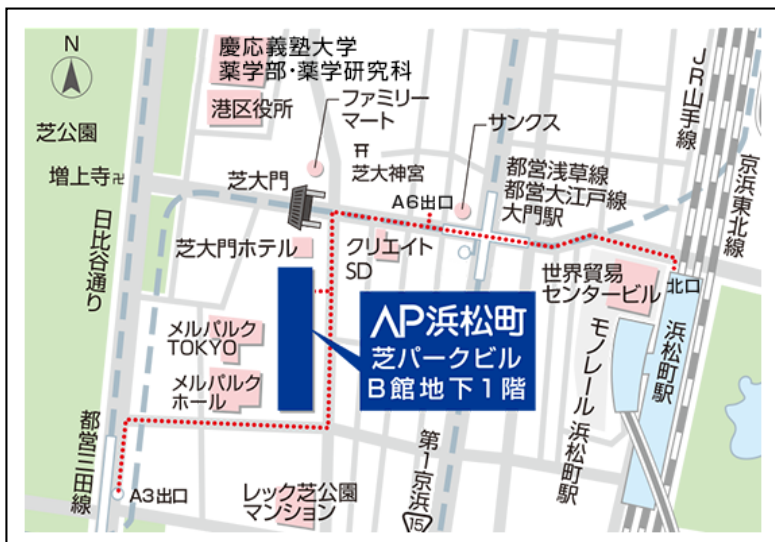 N
慶応義塾大学
薬学部・薬学研究科
港区役所
ファミリー
マート
サンクス
JR山手線
京浜東北線
芝公園
増上寺卍
日比谷通り
芝大門
芝大神宮
A6出口
都営浅草線
都営大江戸線
大門駅
芝大門ホテル
クリエイト
SD
世界貿易
センタービル
北口
浜松町駅
モノレール 浜松町駅
AP浜松町
芝パークビル
B館地下1階
メルパルク
TOKYO
メルパルク
ホール
都営三田線
A3出口
レック芝公園
マンション
第1京浜
15